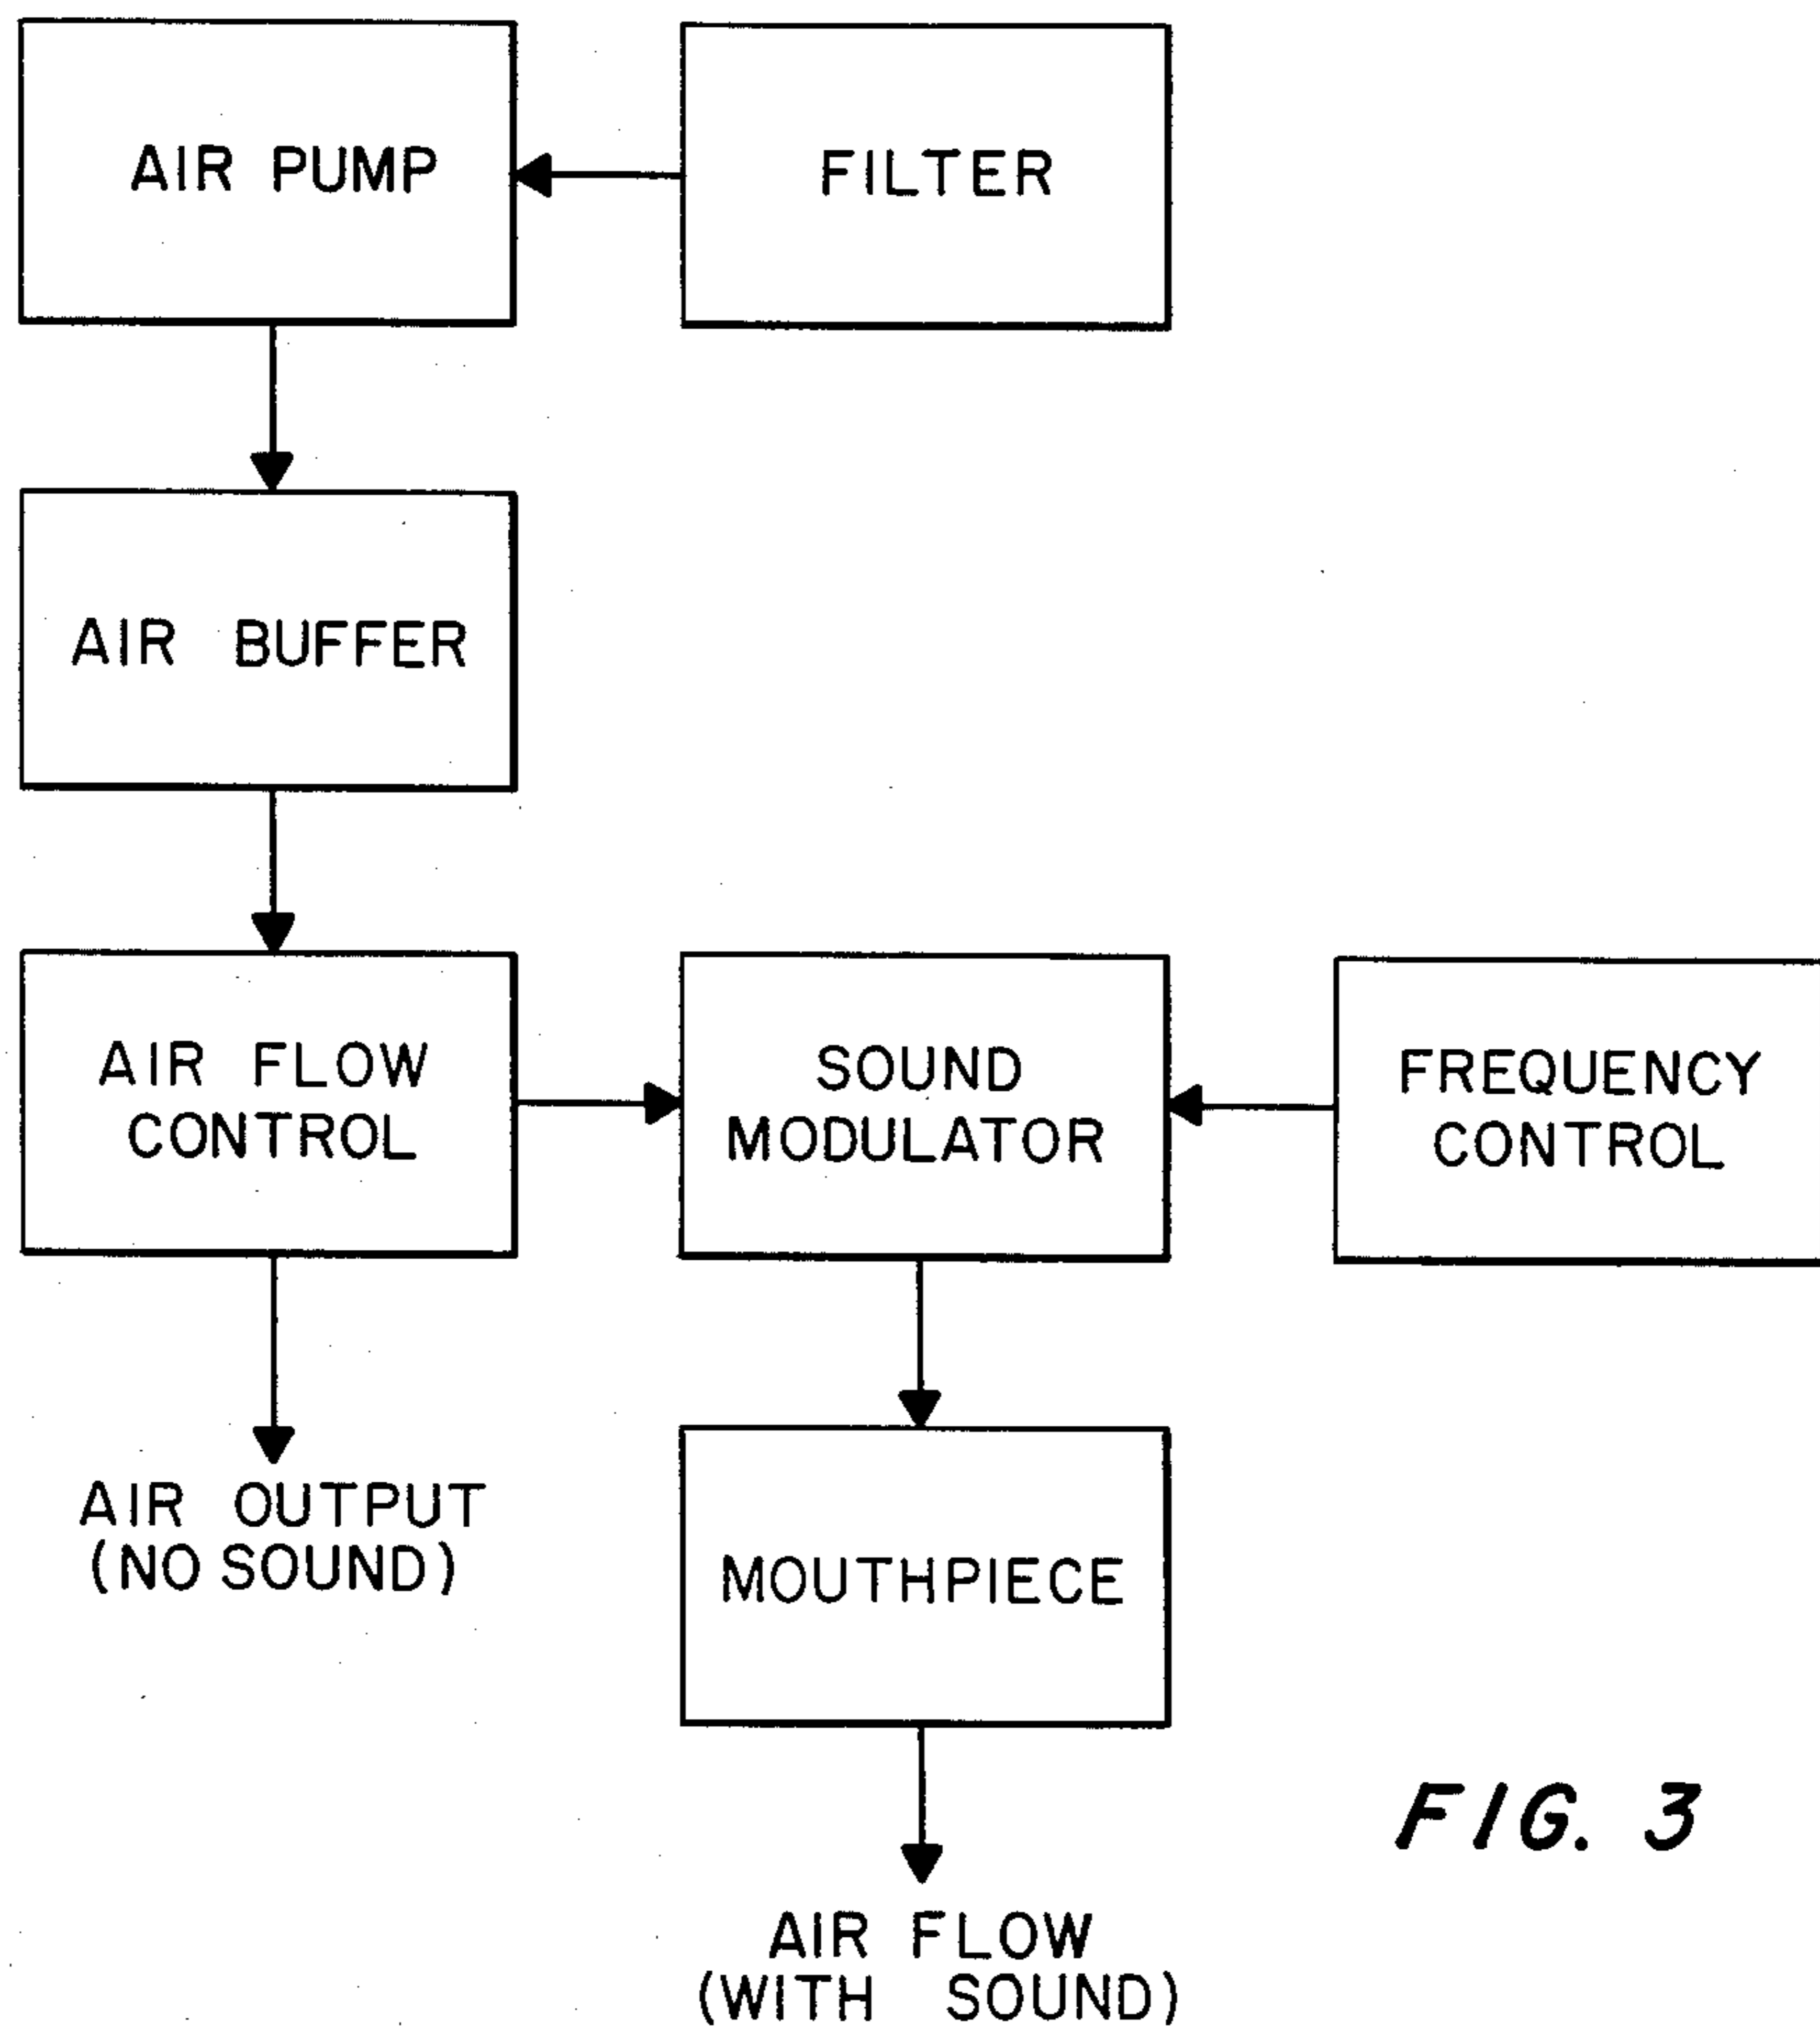 AIR PUMP
FILTER
AIR BUFFER
AIR FLOW
CONTROL
SOUND
MODULATOR
FREQUENCY
CONTROL
AIR OUTPUT
(NO SOUND)
MOUTHPIECE
FIG. 3
AIR FLOW
(WITH SOUND)